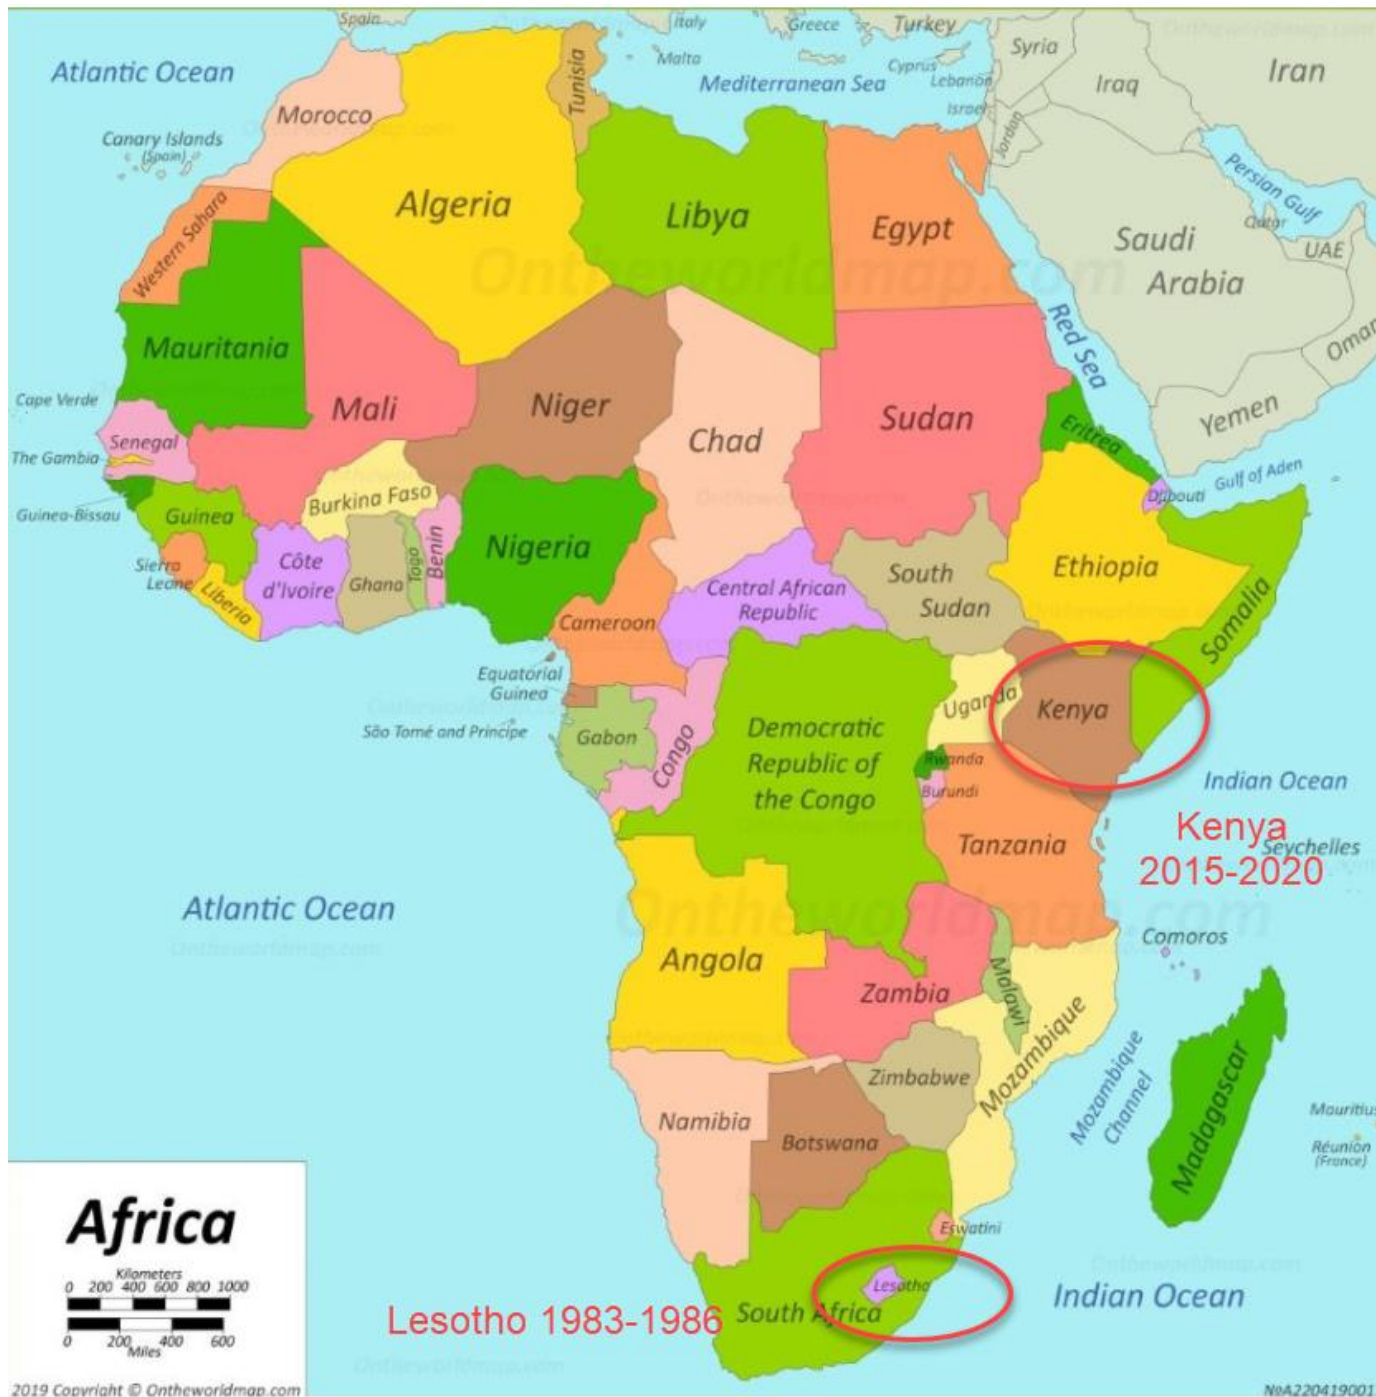 Spain
Italy
Greece
Turkey
Malta
Cyprus
Syria
Lebanon
Israel
Jordan
Iraq
Iran
Atlantic Ocean
Mediterranean Sea
Canary Islands
(Spain)
Morocco
Tunisia
Algeria
Libya
Egypt
Western Sahara
Persian Gulf
Qatar
UAE
Saudi
Arabia
Oman
Yemen
Red Sea
Ontheworldmap.com
Mauritania
Mali
Niger
Chad
Sudan
Eritrea
Cape Verde
Senegal
The Gambia
Guinea-Bissau
Guinea
Sierra
Leone
Liberia
Côte
d'Ivoire
Burkina Faso
Ghana
Togo
Benin
Nigeria
Cameroon
Central African
Republic
South
Sudan
Ethiopia
Djibouti
Gulf of Aden
Somalia
Equatorial
Guinea
São Tomé and Príncipe
Gabon
Congo
Democratic
Republic of
the Congo
Uganda
Kenya
Rwanda
Burundi
Tanzania
Indian Ocean
Kenya
2015-2020
Seychelles
Atlantic Ocean
Ontheworldmap.com
Angola
Zambia
Malawi
Mozambique
Comoros
Zimbabwe
Namibia
Botswana
Mozambique
Channel
Madagascar
Mauritius
Réunion
(France)
Eswatini
Lesotho
South Africa
Lesotho 1983-1986
Indian Ocean
Africa
Kilometers
0 200 400 600 800 1000
0 200 400 600
Miles
2019 Copyright © Ontheworldmap.com
№A220419001